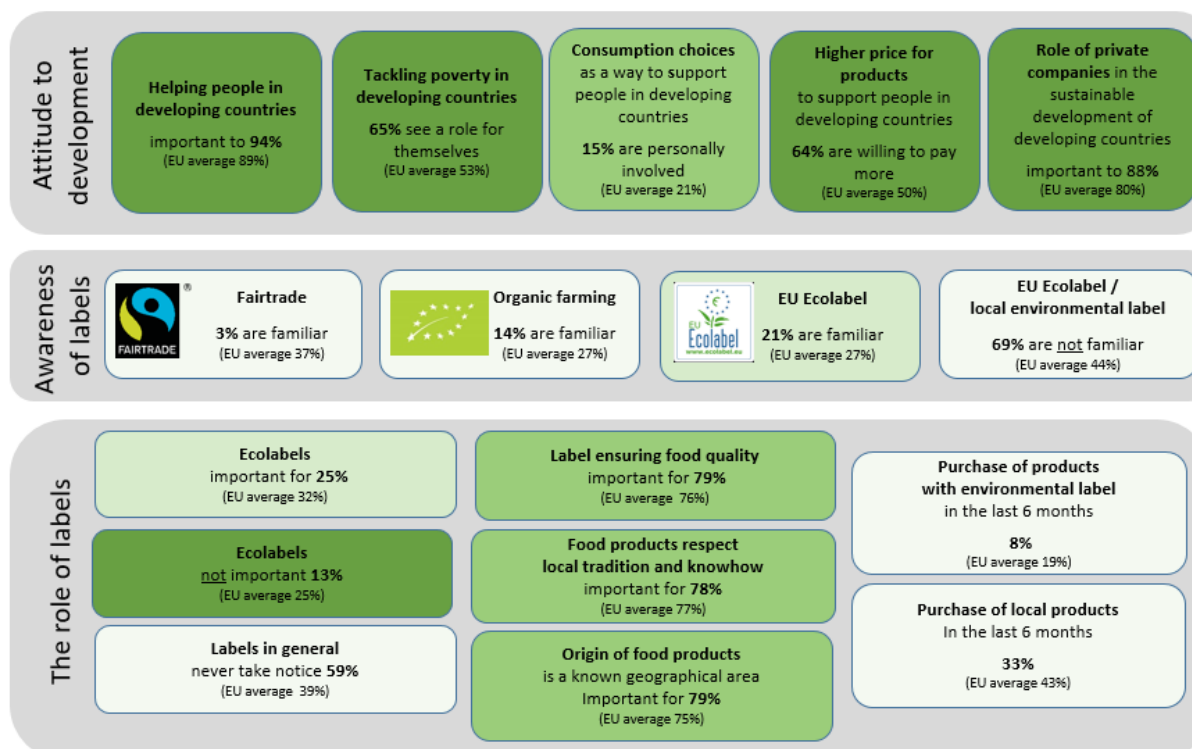 Attitude to
development
Helping people in
developing countries
important to 94%
(EU average 89%)
Tackling poverty in
developing countries
65% see a role for
themselves
(EU average 53%)
Consumption choices
as a way to support
people in developing
countries
15% are personally
involved
(EU average 21%)
Higher price for
products
to support people in
developing countries
64% are willing to pay
more
(EU average 50%)
Role of private
companies in the
sustainable
development of
developing countries
important to 88%
(EU average 80%)
Awareness
of labels
®
FAIRTRADE
Fairtrade
3% are familiar
(EU average 37%)
Organic farming
14% are familiar
(EU average 27%)
EU
Ecolabel
www.ecolabel.eu
EU Ecolabel
21% are familiar
(EU average 27%)
EU Ecolabel /
local environmental label
69% are not familiar
(EU average 44%)
The role of labels
Ecolabels
important for 25%
(EU average 32%)
Ecolabels
not important 13%
(EU average 25%)
Labels in general
never take notice 59%
(EU average 39%)
Label ensuring food quality
important for 79%
(EU average 76%)
Food products respect
local tradition and knowhow
important for 78%
(EU average 77%)
Origin of food products
is a known geographical area
Important for 79%
(EU average 75%)
Purchase of products
with environmental label
in the last 6 months
8%
(EU average 19%)
Purchase of local products
In the last 6 months
33%
(EU average 43%)